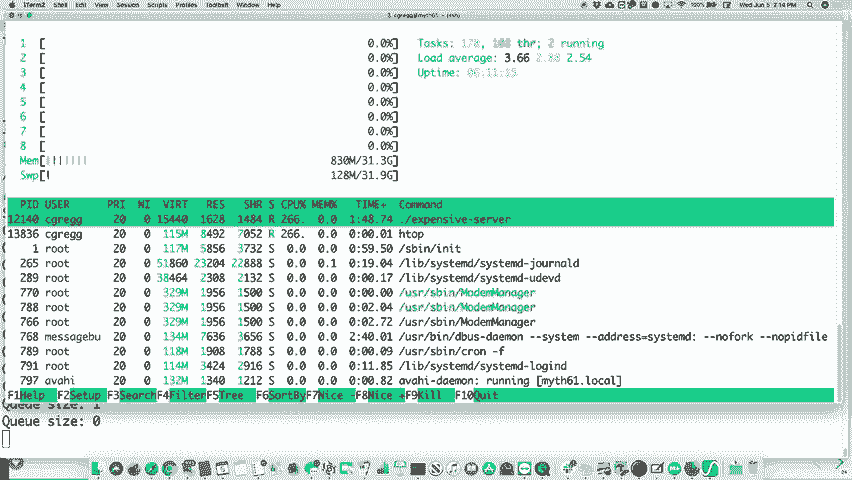 iTerm2 Shell Edit View Session Scripts Profiles Toolbelt Window Help 100% Wed Jun 5 2:14 PM
3. cgregg@myth61: ~ (ssh)
1 [ 0.0%] Tasks: thr; 2 running
2 [ 0.0%] Load average: 3.66 2.54
3 [ 0.0%] Uptime:
4 [ 0.0%]
5 [ 0.0%]
6 [ 0.0%]
7 [ 0.0%]
8 [ 0.0%]
Mem[||||||| 830M/31.3G]
Swp[| 128M/31.9G]
PID USER PRI NI VIRT RES SHR S CPU% MEM% TIME+ Command
12140 cgregg 20 0 15440 1628 1484 R 266. 0.0 1:48.74 ./expensive-server
13836 cgregg 20 0 115M 8492 7052 R 266. 0.0 0:00.01 htop
1 root 20 0 117M 5856 3732 S 0.0 0.0 0:59.50 /sbin/init
265 root 20 0 51860 23204 22888 S 0.0 0.1 0:19.04 /lib/systemd/systemd-journald
289 root 20 0 38464 2308 2132 S 0.0 0.0 0:00.17 /lib/systemd/systemd-udevd
770 root 20 0 329M 1956 1500 S 0.0 0.0 0:00.00 /usr/sbin/ModemManager
788 root 20 0 329M 1956 1500 S 0.0 0.0 0:02.04 /usr/sbin/ModemManager
766 root 20 0 329M 1956 1500 S 0.0 0.0 0:02.72 /usr/sbin/ModemManager
768 messagebu 20 0 134M 7636 3656 S 0.0 0.0 2:40.01 /usr/bin/dbus-daemon --system --address=systemd: --nofork --nopidfile
789 root 20 0 118M 1908 1788 S 0.0 0.0 0:00.09 /usr/sbin/cron -f
791 root 20 0 114M 3424 2916 S 0.0 0.0 0:11.85 /lib/systemd/systemd-logind
797 avahi 20 0 132M 1340 1212 S 0.0 0.0 0:00.82 avahi-daemon: running [myth61.local]
F1Help F2Setup F3Search F4Filter F5Tree F6SortBy F7Nice -F8Nice +F9Kill F10Quit
Queue size: 1
Queue size: 0